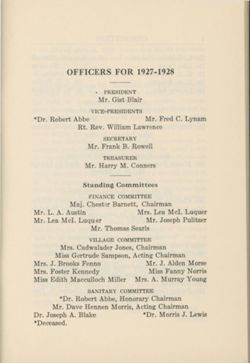 OFFICERS FOR 1927-1928
PRESIDENT
Mr. Gist Blair
VICE-PRESIDENTS
*Dr. Robert Abbe Mr. Fred C. Lynam
Rt. Rev. William Lawrence
SECRETARY
Mr. Frank B. Rowell
TREASURER
Mr. Harry M. Conners
Standing Committees
FINANCE COMMITTEE
Maj. Chester Barnett, Chairman
Mr. L. A. Austin Mrs. Lea McI. Luquer
Mr. Lea McI. Luquer Mr. Joseph Pulitzer
Mr. Thomas Searls
VILLAGE COMMITTEE
Mrs. Cadwalader Jones, Chairman
Miss Gertrude Sampson, Acting Chairman
Mrs. J. Brooks Fenno Mr. J. Alden Morse
Mrs. Foster Kennedy Miss Fanny Norris
Miss Edith Macculloch Miller Mrs. A. Murray Young
SANITARY COMMITTEE
*Dr. Robert Abbe, Honorary Chairman
Mr. Dave Hennen Morris, Acting Chairman
Dr. Joseph A. Blake *Dr. Morris J. Lewis
*Deceased.